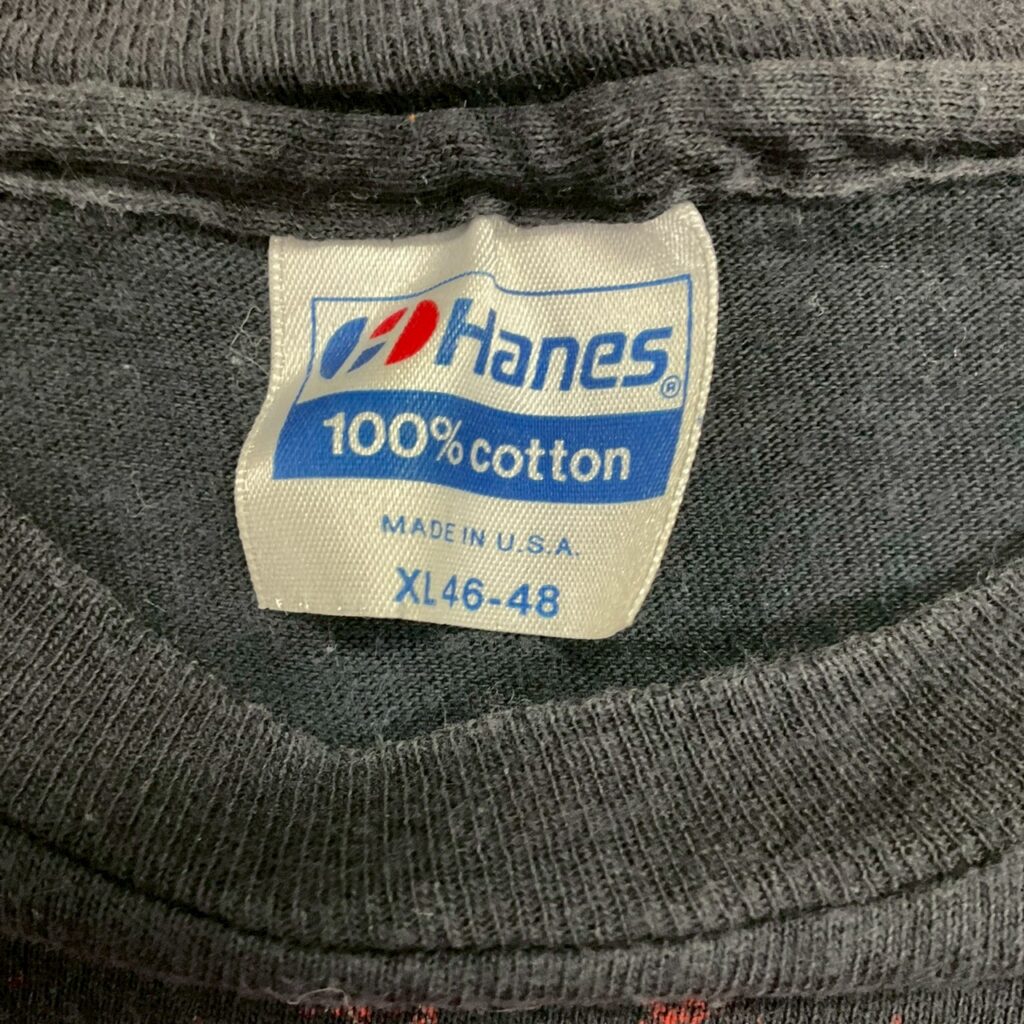 Hanes®
100% cotton
MADE IN U.S.A.
XL 46-48